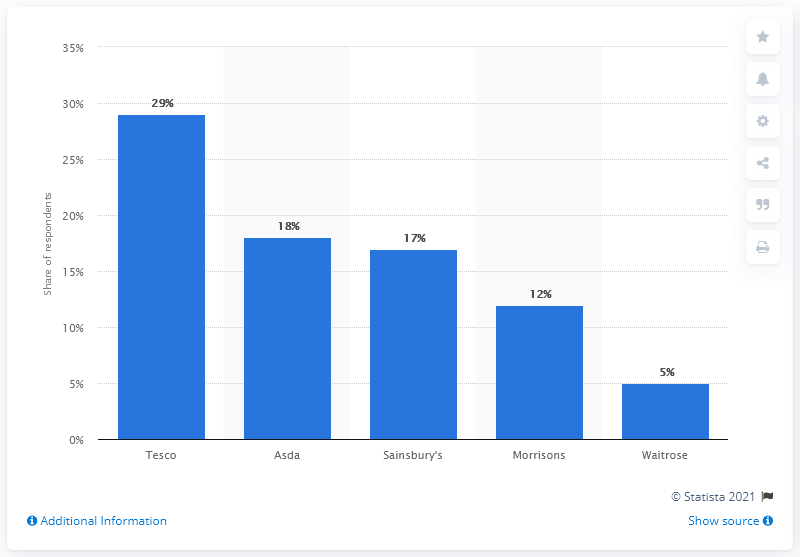 35%
30%
25%
20%
15%
10%
5%
0%
Share of respondents
29%
18%
17%
12%
5%
Tesco
Asda
Sainsbury's
Morrisons
Waitrose
© Statista 2021
Additional Information
Show source